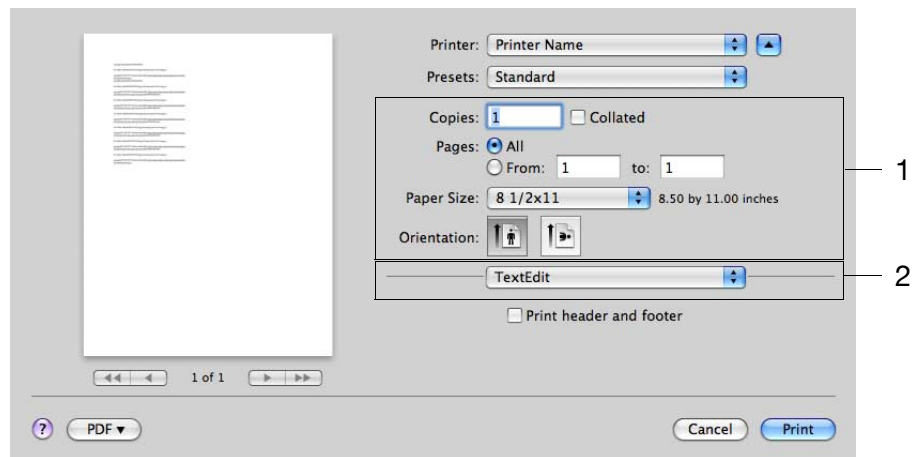 Printer: Printer Name
Presets: Standard
Copies: 1 Collated
Pages: All
From: 1 to: 1
Paper Size: 8 1/2x11 8.50 by 11.00 inches
Orientation:
1
TextEdit
2
Print header and footer
1 of 1
? PDF Cancel Print